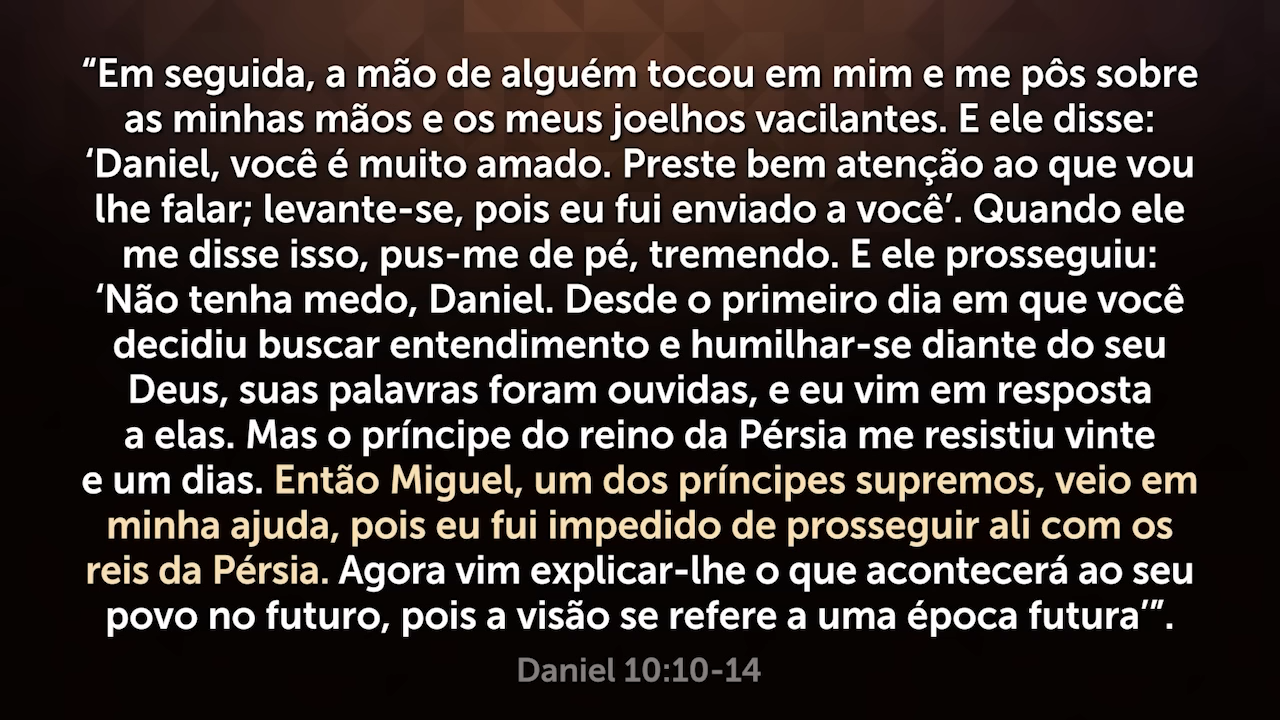 “Em seguida, a mão de alguém tocou em mim e me pôs sobre
as minhas mãos e os meus joelhos vacilantes. E ele disse:
‘Daniel, você é muito amado. Preste bem atenção ao que vou
lhe falar; levante-se, pois eu fui enviado a você’. Quando ele
me disse isso, pus-me de pé, tremendo. E ele prosseguiu:
‘Não tenha medo, Daniel. Desde o primeiro dia em que você
decidiu buscar entendimento e humilhar-se diante do seu
Deus, suas palavras foram ouvidas, e eu vim em resposta
a elas. Mas o príncipe do reino da Pérsia me resistiu vinte
e um dias. Então Miguel, um dos príncipes supremos, veio em
minha ajuda, pois eu fui impedido de prosseguir ali com os
reis da Pérsia. Agora vim explicar-lhe o que acontecerá ao seu
povo no futuro, pois a visão se refere a uma época futura’”.
Daniel 10:10-14